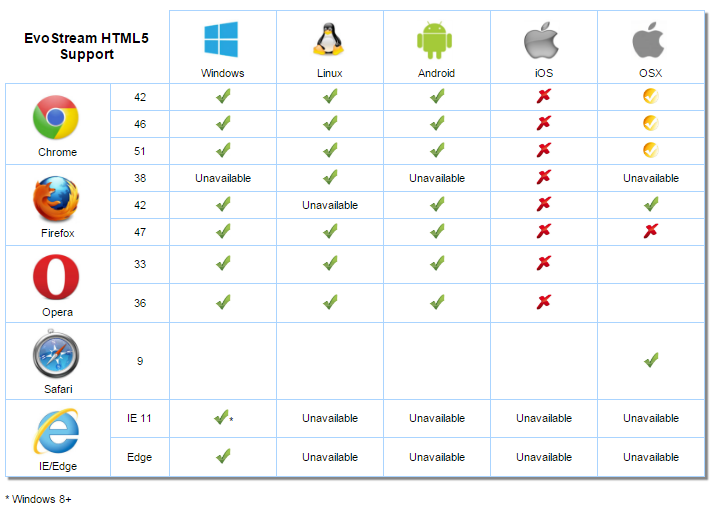 EvoStream HTML5
Support
Windows Linux Android iOS OSX
42
46
Chrome 51
38 Unavailable Unavailable Unavailable
42 Unavailable
Firefox 47
33
Opera 36
9
Safari
IE 11 * Unavailable Unavailable Unavailable Unavailable
IE/Edge Edge Unavailable Unavailable Unavailable Unavailable
* Windows 8+